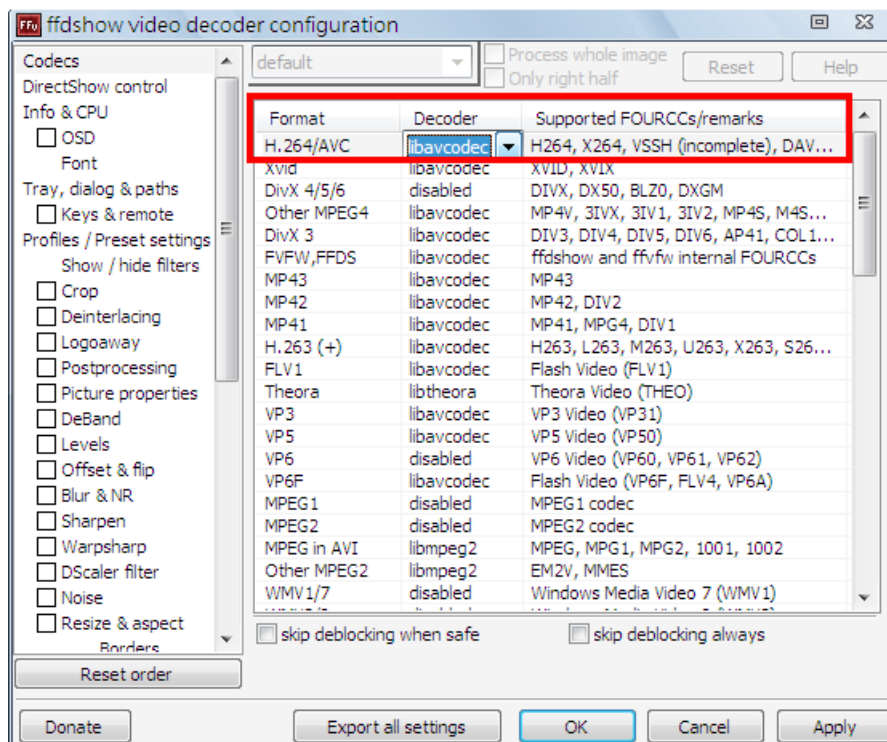 FFv ffdshow video decoder configuration
Codecs
DirectShow control
Info & CPU
OSD
Font
Tray, dialog & paths
Keys & remote
Profiles / Preset settings
Show / hide filters
Crop
Deinterlacing
Logoaway
Postprocessing
Picture properties
DeBand
Levels
Offset & flip
Blur & NR
Sharpen
Warpsharp
DScaler filter
Noise
Resize & aspect
Borders
Reset order
default
Process whole image
Only right half
Reset
Help
Format Decoder Supported FOURCCs/remarks
H.264/AVC libavcodec H264, X264, VSSH (incomplete), DAV...
Xvid libavcodec XVID, XVIX
DivX 4/5/6 disabled DIVX, DX50, BLZ0, DXGM
Other MPEG4 libavcodec MP4V, 3IVX, 3IV1, 3IV2, MP4S, M4S...
DivX 3 libavcodec DIV3, DIV4, DIV5, DIV6, AP41, COL1...
FVFW,FFDS libavcodec ffdshow and ffvfw internal FOURCCs
MP43 libavcodec MP43
MP42 libavcodec MP42, DIV2
MP41 libavcodec MP41, MPG4, DIV1
H.263 (+) libavcodec H263, L263, M263, U263, X263, S26...
FLV1 libavcodec Flash Video (FLV1)
Theora libtheora Theora Video (THEO)
VP3 libavcodec VP3 Video (VP31)
VP5 libavcodec VP5 Video (VP50)
VP6 disabled VP6 Video (VP60, VP61, VP62)
VP6F libavcodec Flash Video (VP6F, FLV4, VP6A)
MPEG1 disabled MPEG1 codec
MPEG2 disabled MPEG2 codec
MPEG in AVI libmpeg2 MPEG, MPG1, MPG2, 1001, 1002
Other MPEG2 libmpeg2 EM2V, MMES
WMV1/7 disabled Windows Media Video 7 (WMV1)
skip deblocking when safe
skip deblocking always
Donate
Export all settings
OK
Cancel
Apply